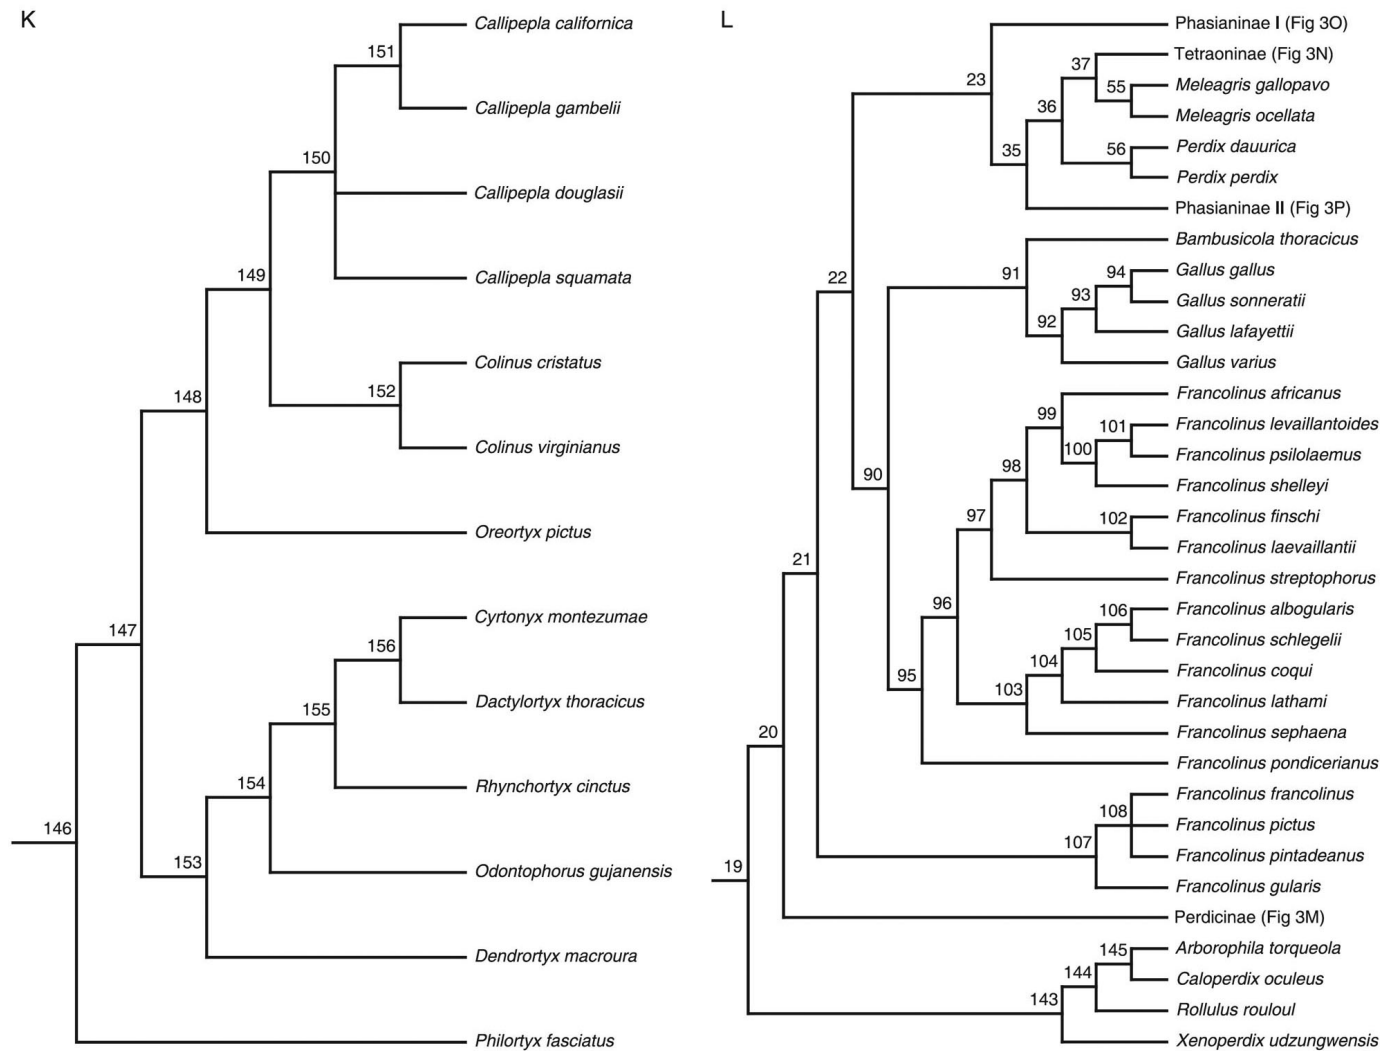 K
Callipepla californica
151
Callipepla gambelii
150
Callipepla douglasii
149
Callipepla squamata
Colinus cristatus
152
148
Colinus virginianus
Oreortyx pictus
Cyrtonyx montezumae
147
156
Dactylortyx thoracicus
155
Rhynchortyx cinctus
154
146
153
Odontophorus gujanensis
Dendrortyx macroura
Philortyx fasciatus
L
Phasianinae I (Fig 3O)
Tetraoninae (Fig 3N)
37
23
55
Meleagris gallopavo
36
Meleagris ocellata
35
56
Perdix dauurica
Perdix perdix
Phasianinae II (Fig 3P)
Bambusicola thoracicus
22
91
94
Gallus gallus
93
Gallus sonneratii
92
Gallus lafayettii
Gallus varius
Francolinus africanus
99
101
Francolinus levaillantoides
100
Francolinus psilolaemus
98
90
Francolinus shelleyi
97
102
Francolinus finschi
Francolinus laevaillantii
21
Francolinus streptophorus
96
106
Francolinus albogularis
105
Francolinus schlegelii
104
Francolinus coqui
95
103
Francolinus lathami
20
Francolinus sephaena
Francolinus pondicerianus
Francolinus francolinus
108
Francolinus pictus
107
Francolinus pintadeanus
19
Francolinus gularis
Perdicinae (Fig 3M)
145
Arborophila torqueola
144
Caloperdix oculeus
143
Rollulus rouloul
Xenoperdix udzungwensis